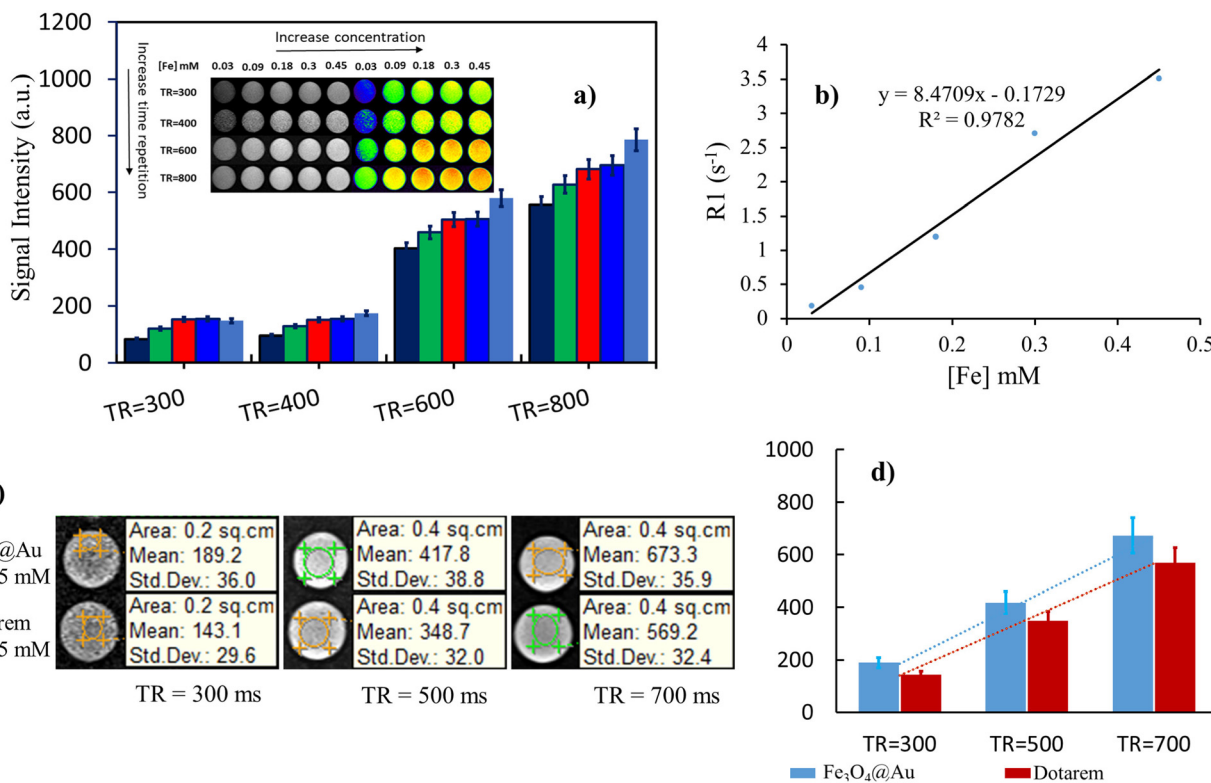 1200
1000
800
600
400
200
0
Signal Intensity (a.u.)
Increase concentration
Increase time repetition
[Fe] mM
0.03 0.09 0.18 0.3 0.45 0.03 0.09 0.18 0.3 0.45
TR=300
TR=400
TR=600
TR=800
a)
TR=300 TR=400 TR=600 TR=800
4
3.5
3
2.5
2
1.5
1
0.5
0
R1 (s⁻¹)
b)
y = 8.4709x - 0.1729
R² = 0.9782
0 0.1 0.2 0.3 0.4 0.5
[Fe] mM
)
@Au
5 mM
rem
5 mM
Area: 0.2 sq.cm
Mean: 189.2
Std.Dev.: 36.0
Area: 0.2 sq.cm
Mean: 143.1
Std.Dev.: 29.6
TR = 300 ms
Area: 0.4 sq.cm
Mean: 417.8
Std.Dev.: 38.8
Area: 0.4 sq.cm
Mean: 348.7
Std.Dev.: 32.0
TR = 500 ms
Area: 0.4 sq.cm
Mean: 673.3
Std.Dev.: 35.9
Area: 0.4 sq.cm
Mean: 569.2
Std.Dev.: 32.4
TR = 700 ms
d)
1000
800
600
400
200
0
TR=300 TR=500 TR=700
Fe₃O₄@Au Dotarem